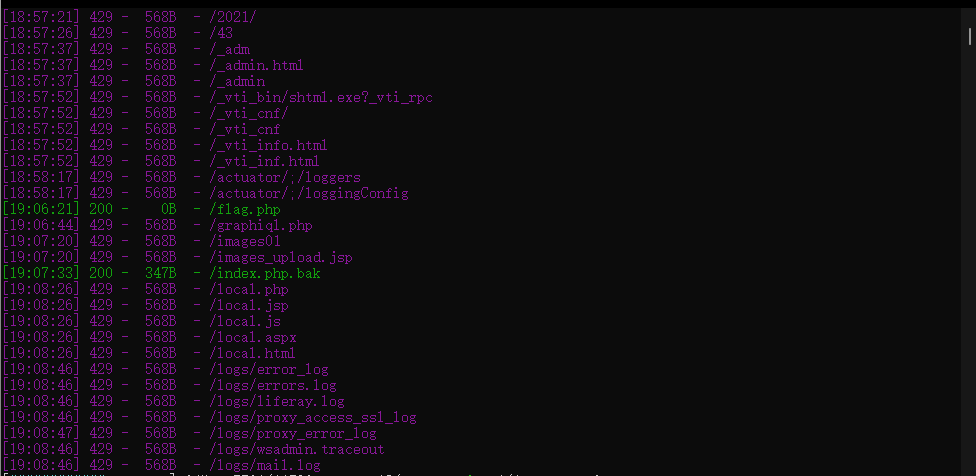 [18:57:21] 429 - 568B - /2021/
[18:57:26] 429 - 568B - /43
[18:57:37] 429 - 568B - /_adm
[18:57:37] 429 - 568B - /_admin.html
[18:57:37] 429 - 568B - /_admin
[18:57:52] 429 - 568B - /_vti_bin/shtml.exe?_vti_rpc
[18:57:52] 429 - 568B - /_vti_cnf/
[18:57:52] 429 - 568B - /_vti_cnf
[18:57:52] 429 - 568B - /_vti_info.html
[18:57:52] 429 - 568B - /_vti_inf.html
[18:58:17] 429 - 568B - /actuator/;/loggers
[18:58:17] 429 - 568B - /actuator/;/loggingConfig
[19:06:21] 200 - 0B - /flag.php
[19:06:44] 429 - 568B - /graphiql.php
[19:07:20] 429 - 568B - /images01
[19:07:20] 429 - 568B - /images_upload.jsp
[19:07:33] 200 - 347B - /index.php.bak
[19:08:26] 429 - 568B - /local.php
[19:08:26] 429 - 568B - /local.jsp
[19:08:26] 429 - 568B - /local.js
[19:08:26] 429 - 568B - /local.aspx
[19:08:26] 429 - 568B - /local.html
[19:08:46] 429 - 568B - /logs/error_log
[19:08:46] 429 - 568B - /logs/errors.log
[19:08:46] 429 - 568B - /logs/liferay.log
[19:08:46] 429 - 568B - /logs/proxy_access_ssl_log
[19:08:47] 429 - 568B - /logs/proxy_error_log
[19:08:46] 429 - 568B - /logs/wsadmin.traceout
[19:08:46] 429 - 568B - /logs/mail.log